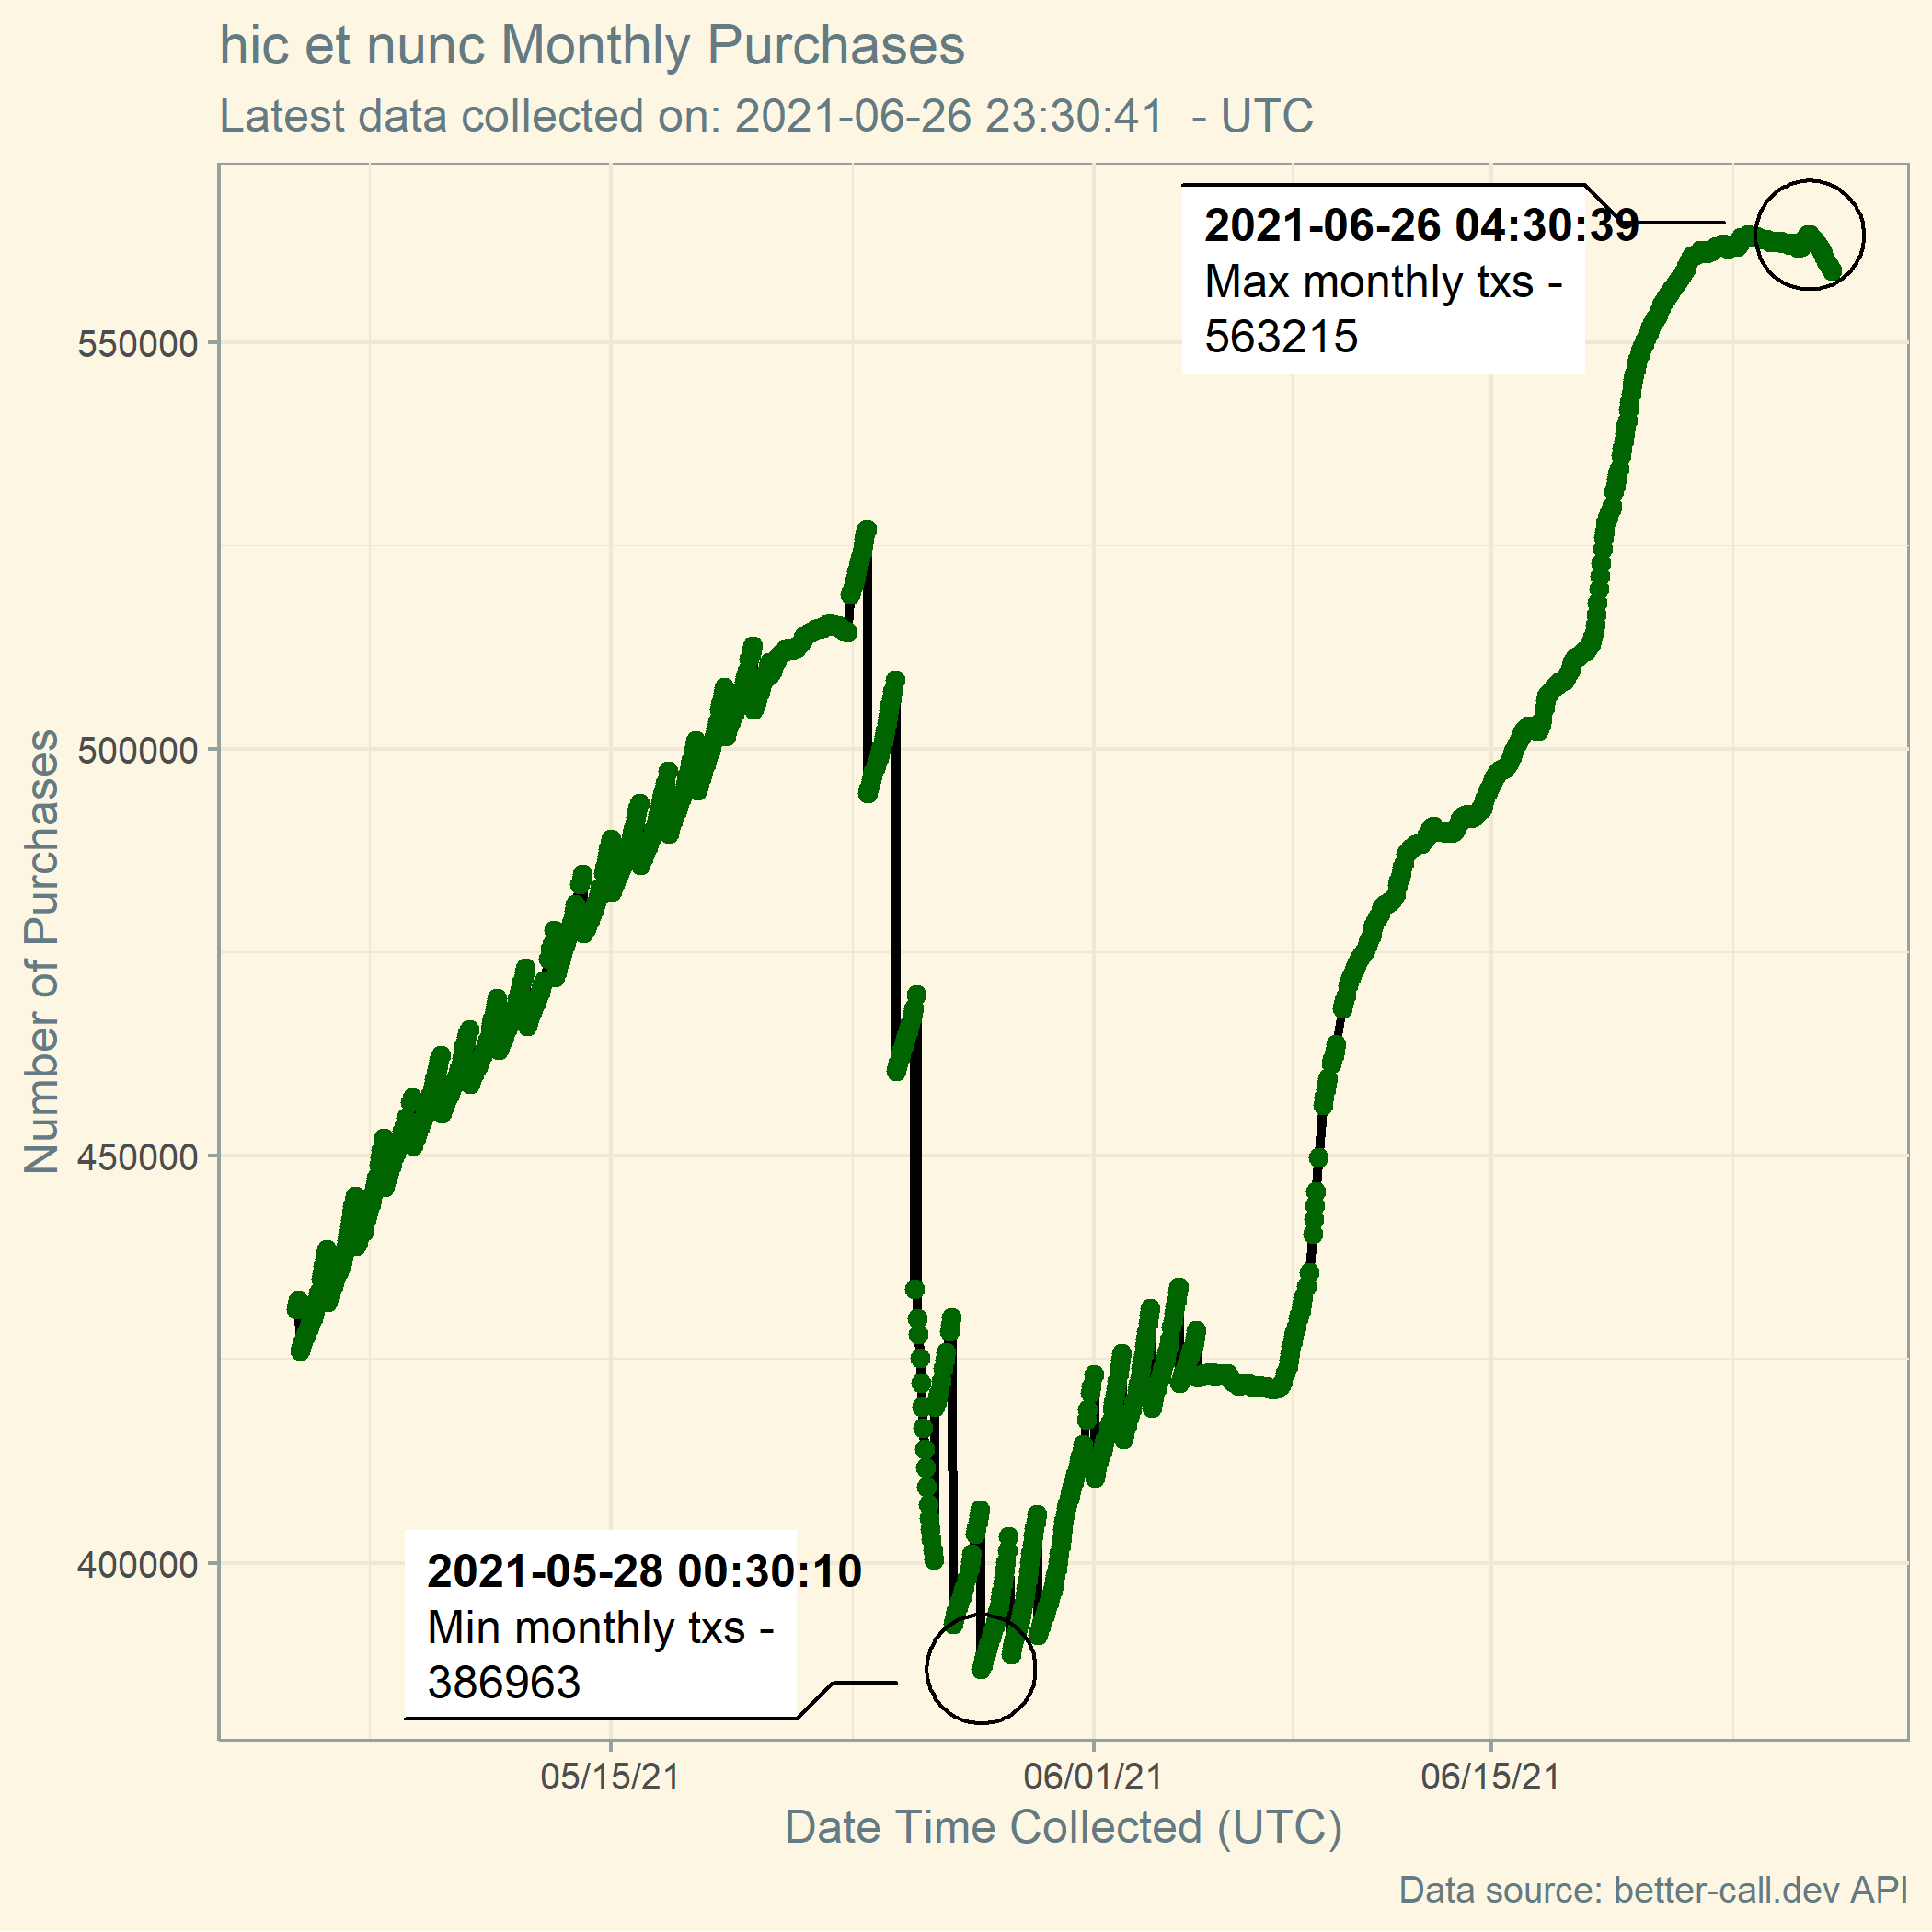 hic et nunc Monthly Purchases
Latest data collected on: 2021-06-26 23:30:41  - UTC
2021-06-26 04:30:39
Max monthly txs -
563215
550000
500000
450000
400000
Number of Purchases
2021-05-28 00:30:10
Min monthly txs -
386963
05/15/21
06/01/21
06/15/21
Date Time Collected (UTC)
Data source: better-call.dev API